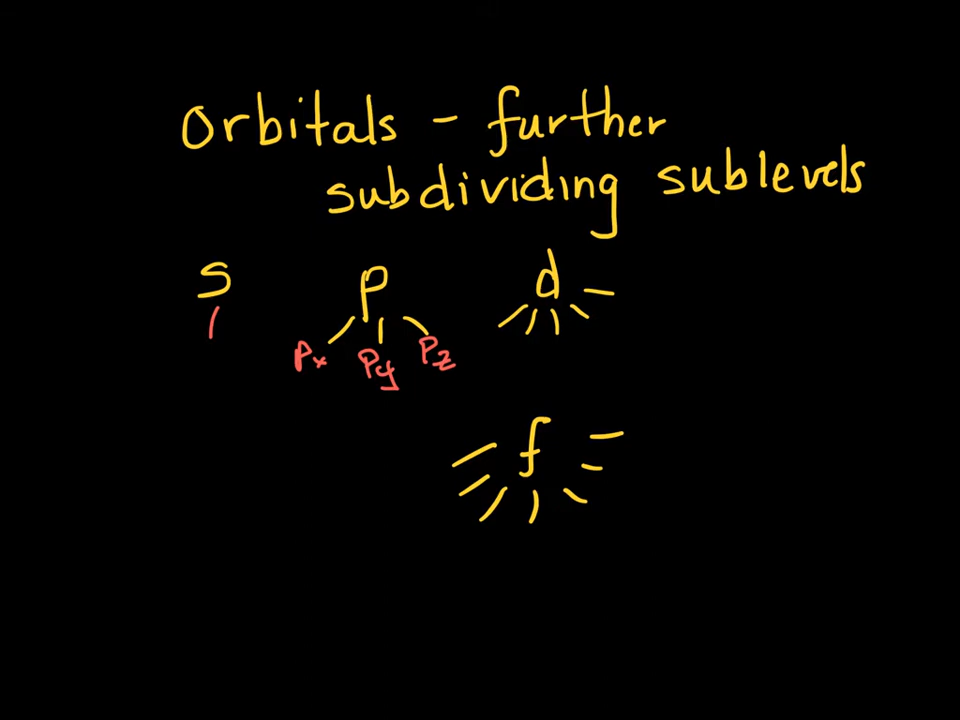 Orbitals - further
subdividing sublevels
s p d
Px Py Pz
f